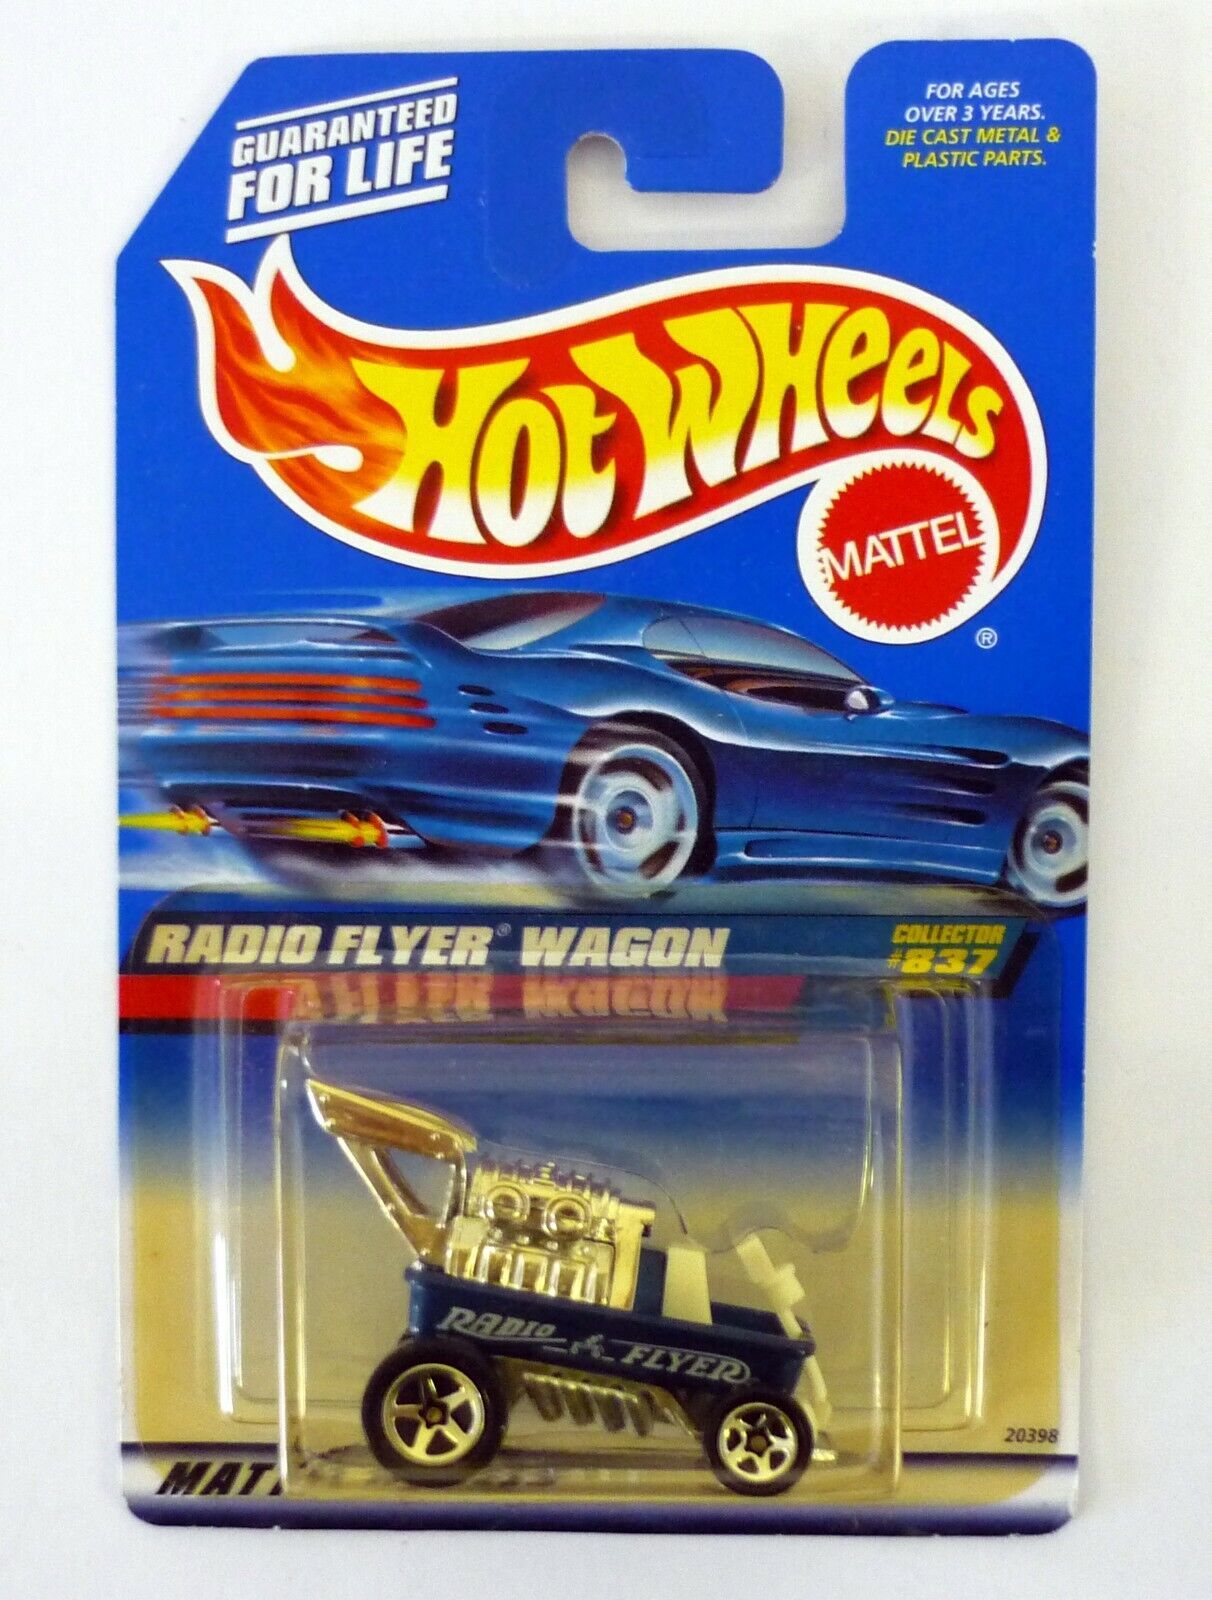 GUARANTEED
FOR LIFE
FOR AGES
OVER 3 YEARS.
DIE CAST METAL &
PLASTIC PARTS.
HOT WHEELS
MATTEL
®
RADIO FLYER® WAGON
COLLECTOR
#837
RADIO FLYER
20398